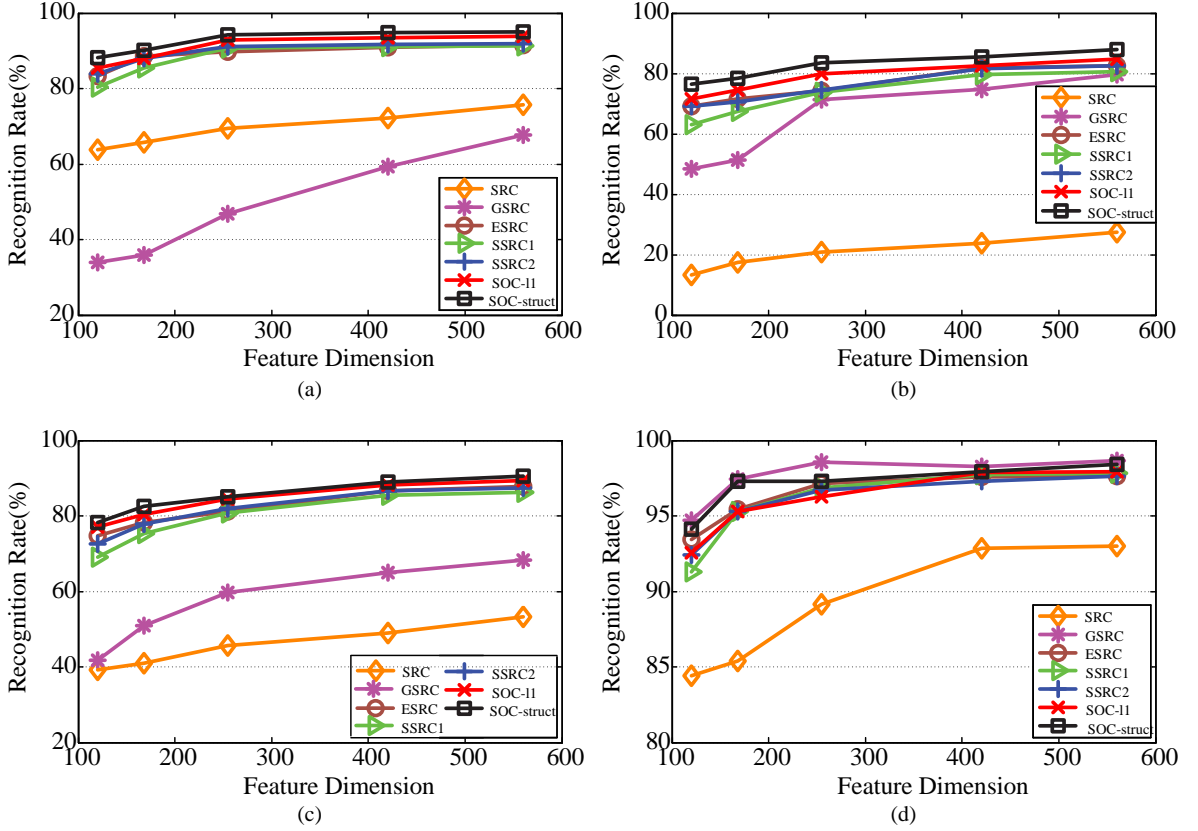 100
90
80
60
40
20
100 200 300 400 500 600
Recognition Rate(%)
Feature Dimension
SRC
GSRC
ESRC
SSRC1
SSRC2
SOC-l1
SOC-struct
(a)
100
80
60
40
20
0
100 200 300 400 500 600
Recognition Rate(%)
Feature Dimension
SRC
GSRC
ESRC
SSRC1
SSRC2
SOC-l1
SOC-struct
(b)
100
80
60
40
20
100 200 300 400 500 600
Recognition Rate(%)
Feature Dimension
SRC
GSRC
ESRC
SSRC1
SSRC2
SOC-l1
SOC-struct
(c)
100
95
90
85
80
100 200 300 400 500 600
Recognition Rate(%)
Feature Dimension
SRC
GSRC
ESRC
SSRC1
SSRC2
SOC-l1
SOC-struct
(d)